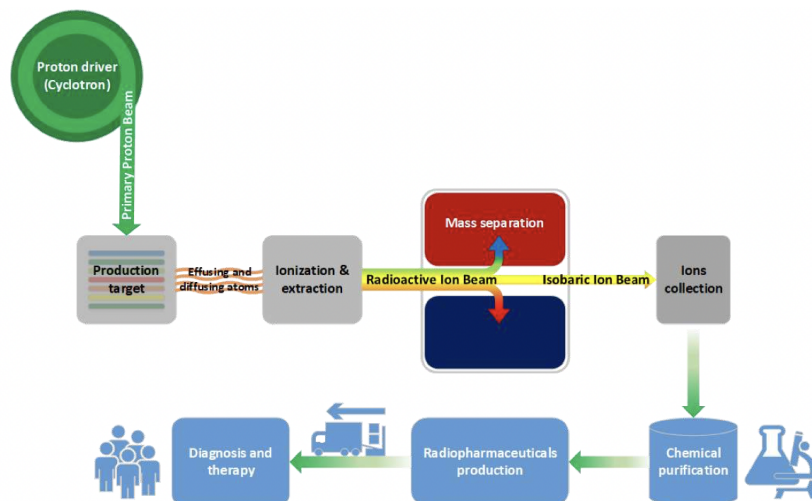 Proton driver
(Cyclotron)
Primary Proton Beam
Production
target
Effusing and
diffusing atoms
Ionization &
extraction
Radioactive Ion Beam
Mass separation
Isobaric Ion Beam
Ions
collection
Diagnosis and
therapy
Radiopharmaceuticals
production
Chemical
purification